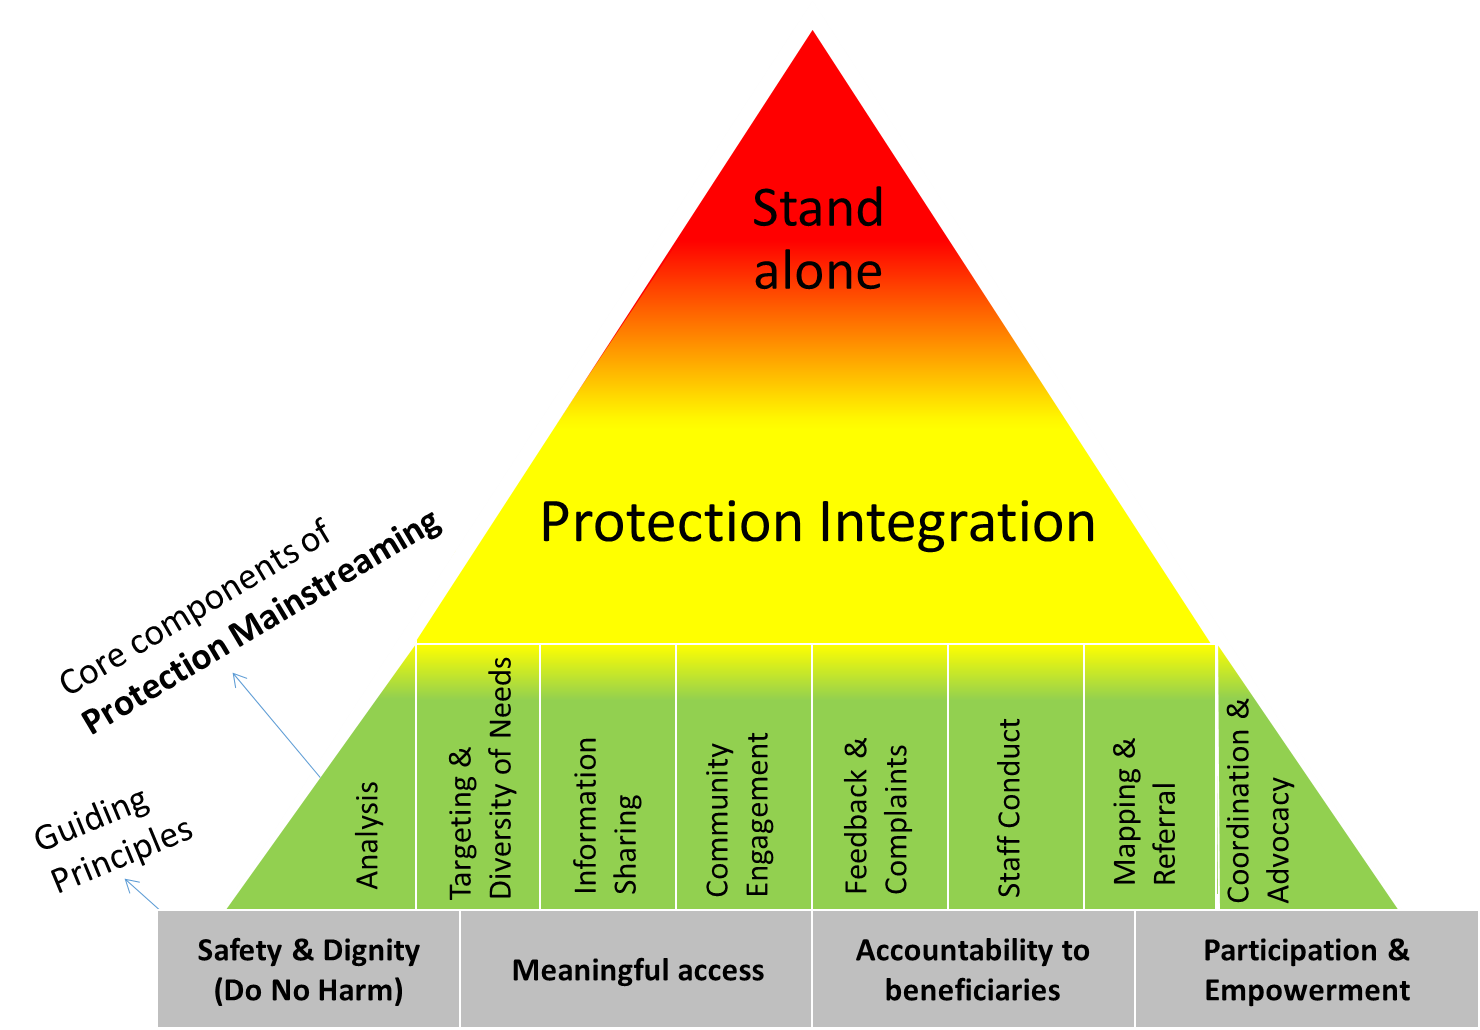 Stand
alone
Protection Integration
Core components of
Protection Mainstreaming
Guiding
Principles
Analysis
Targeting &
Diversity of Needs
Information
Sharing
Community
Engagement
Feedback &
Complaints
Staff Conduct
Mapping &
Referral
Coordination &
Advocacy
Safety & Dignity
(Do No Harm)
Meaningful access
Accountability to
beneficiaries
Participation &
Empowerment